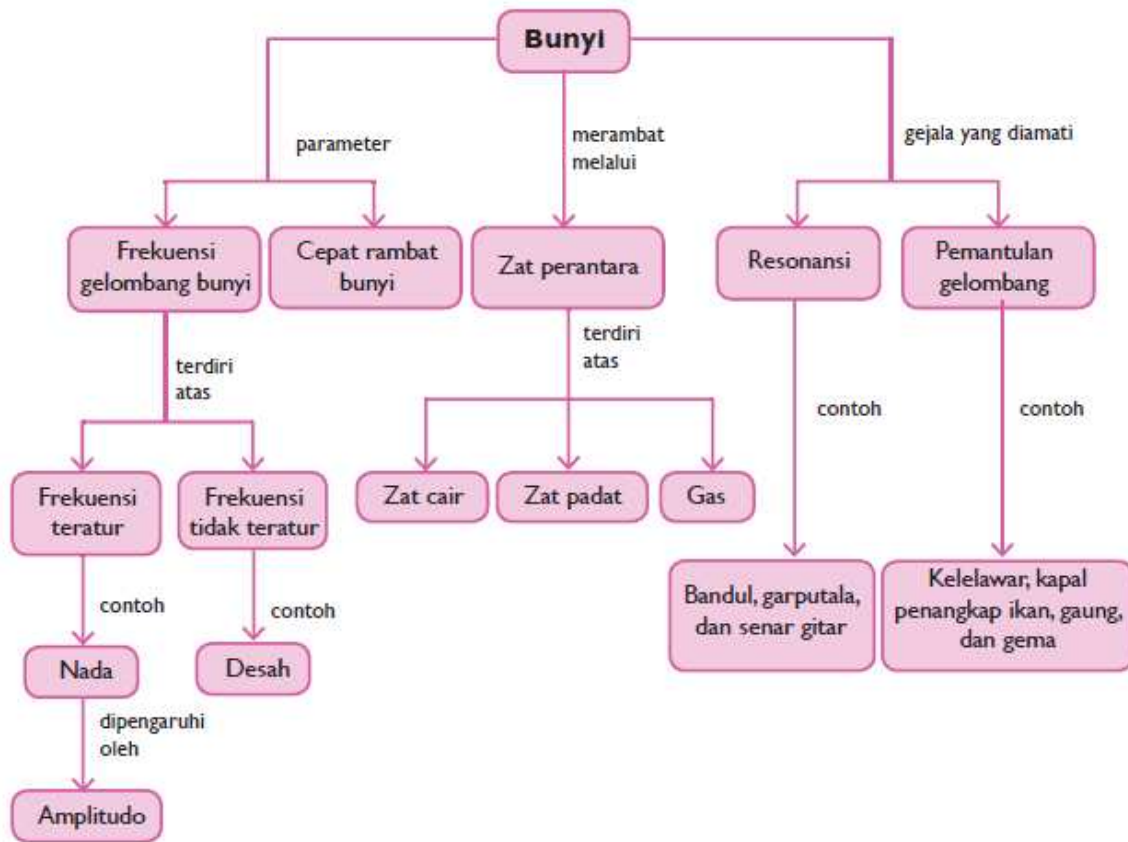 Bunyi
parameter
merambat
melalui
gejala yang diamati
Frekuensi
gelombang bunyi
Cepat rambat
bunyi
Zat perantara
Resonansi
Pemantulan
gelombang
terdiri
atas
terdiri
atas
contoh
contoh
Frekuensi
teratur
Frekuensi
tidak teratur
Zat cair
Zat padat
Gas
contoh
contoh
Bandul, garputala,
dan senar gitar
Kelelawar, kapal
penangkap ikan, gaung,
dan gema
Nada
Desah
dipengaruhi
oleh
Amplitudo